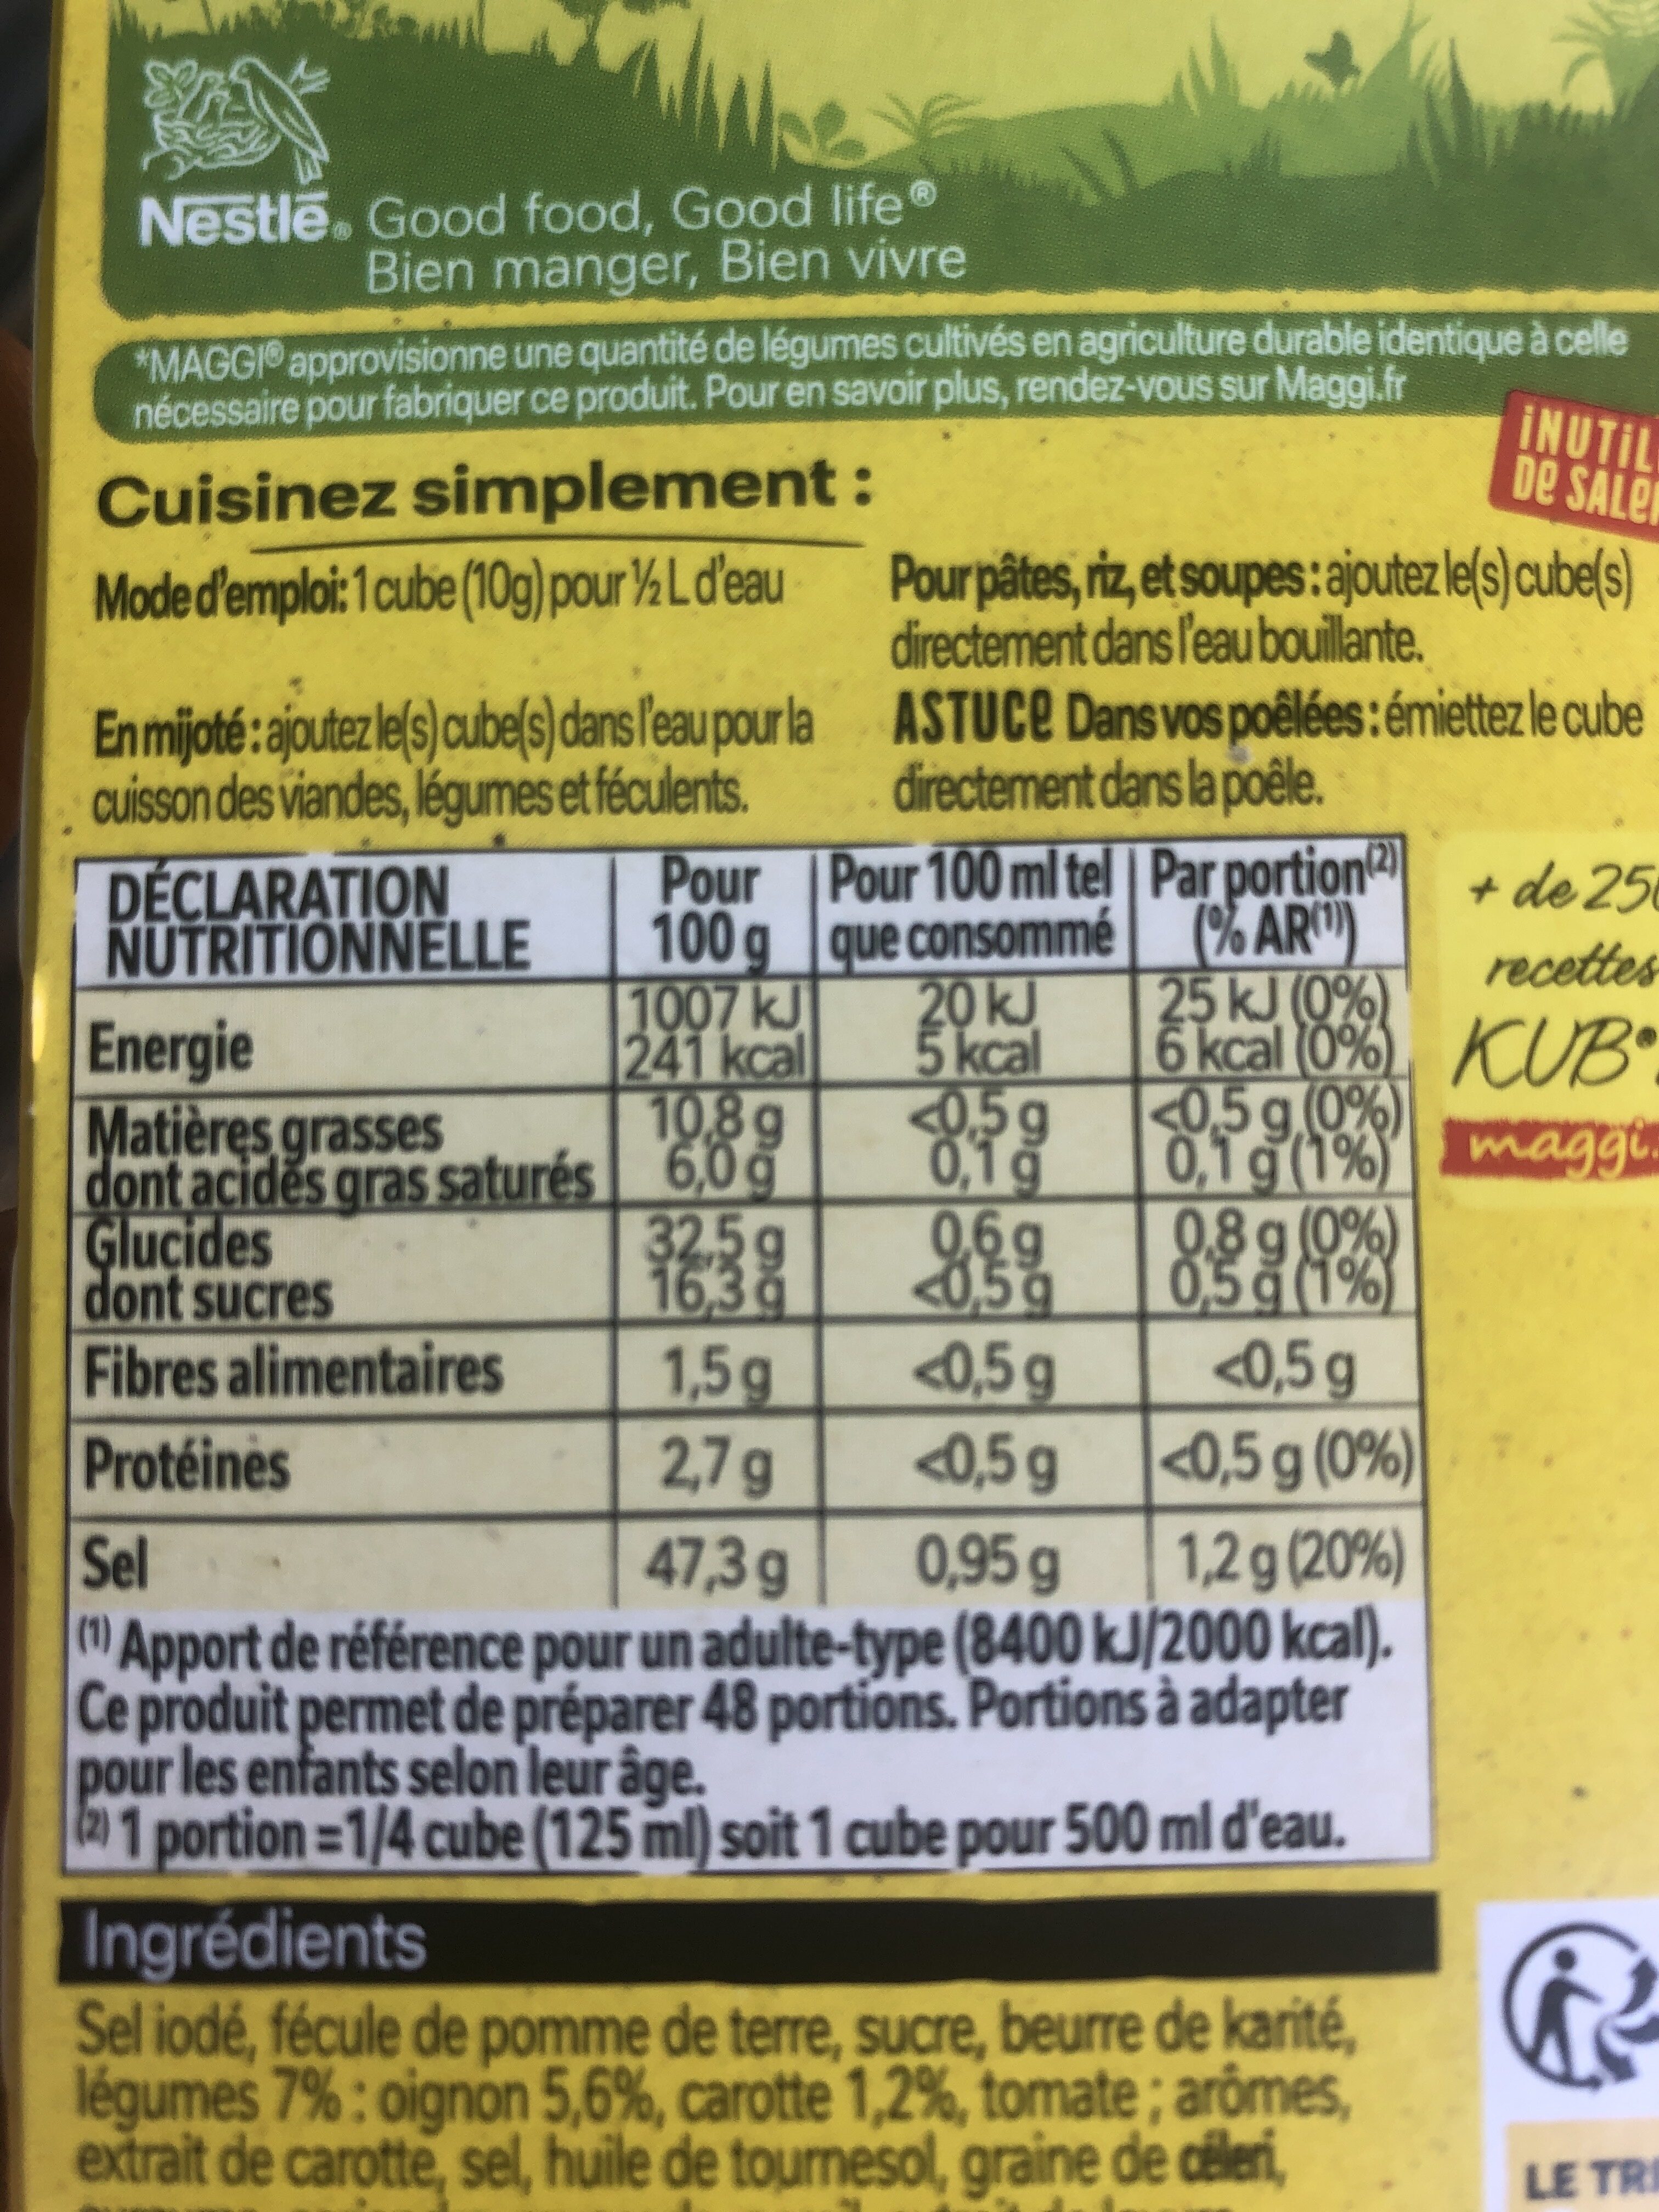 Nestlé® Good food, Good life®
Bien manger, Bien vivre
*MAGGI® approvisionne une quantité de légumes cultivés en agriculture durable identique à celle
nécessaire pour fabriquer ce produit. Pour en savoir plus, rendez-vous sur Maggi.fr
Cuisinez simplement :
Mode d'emploi: 1 cube (10g) pour ½ L d'eau
En mijoté : ajoutez le(s) cube(s) dans l'eau pour la
cuisson des viandes, légumes et féculents.
Pour pâtes, riz, et soupes : ajoutez le(s) cube(s)
directement dans l'eau bouillante.
ASTUCE Dans vos poêlées : émiettez le cube
directement dans la poêle.
DE
DÉCLARATION NUTRITIONNELLE | Pour 100 g | Pour 100 ml tel que consommé | Par portion(2) (% AR(1))
Energie | 1007 kJ | 20 kJ | 25 kJ (0%)
241 kcal | 5 kcal | 6 kcal (0%)
Matières grasses | 10,8 g | <0,5 g | <0,5 g (0%)
dont acides gras saturés | 6,0 g | 0,1 g | 0,1 g (1%)
Glucides | 32,5 g | 0,6 g | 0,8 g (0%)
dont sucres | 16,3 g | <0,5 g | 0,5 g (1%)
Fibres alimentaires | 1,5 g | <0,5 g | <0,5 g
Protéines | 2,7 g | <0,5 g | <0,5 g (0%)
Sel | 47,3 g | 0,95 g | 1,2 g (20%)
(1) Apport de référence pour un adulte-type (8400 kJ/2000 kcal).
Ce produit permet de préparer 48 portions. Portions à adapter
pour les enfants selon leur âge.
(2) 1 portion =1/4 cube (125 ml) soit 1 cube pour 500 ml d'eau.
+ de
recettes
KUB®
maggi.
Ingrédients
Sel iodé, fécule de pomme de terre, sucre, beurre de karité,
légumes 7% : oignon 5,6%, carotte 1,2%, tomate ; arômes,
extrait de carotte, sel, huile de tournesol, graine de céleri,
LE